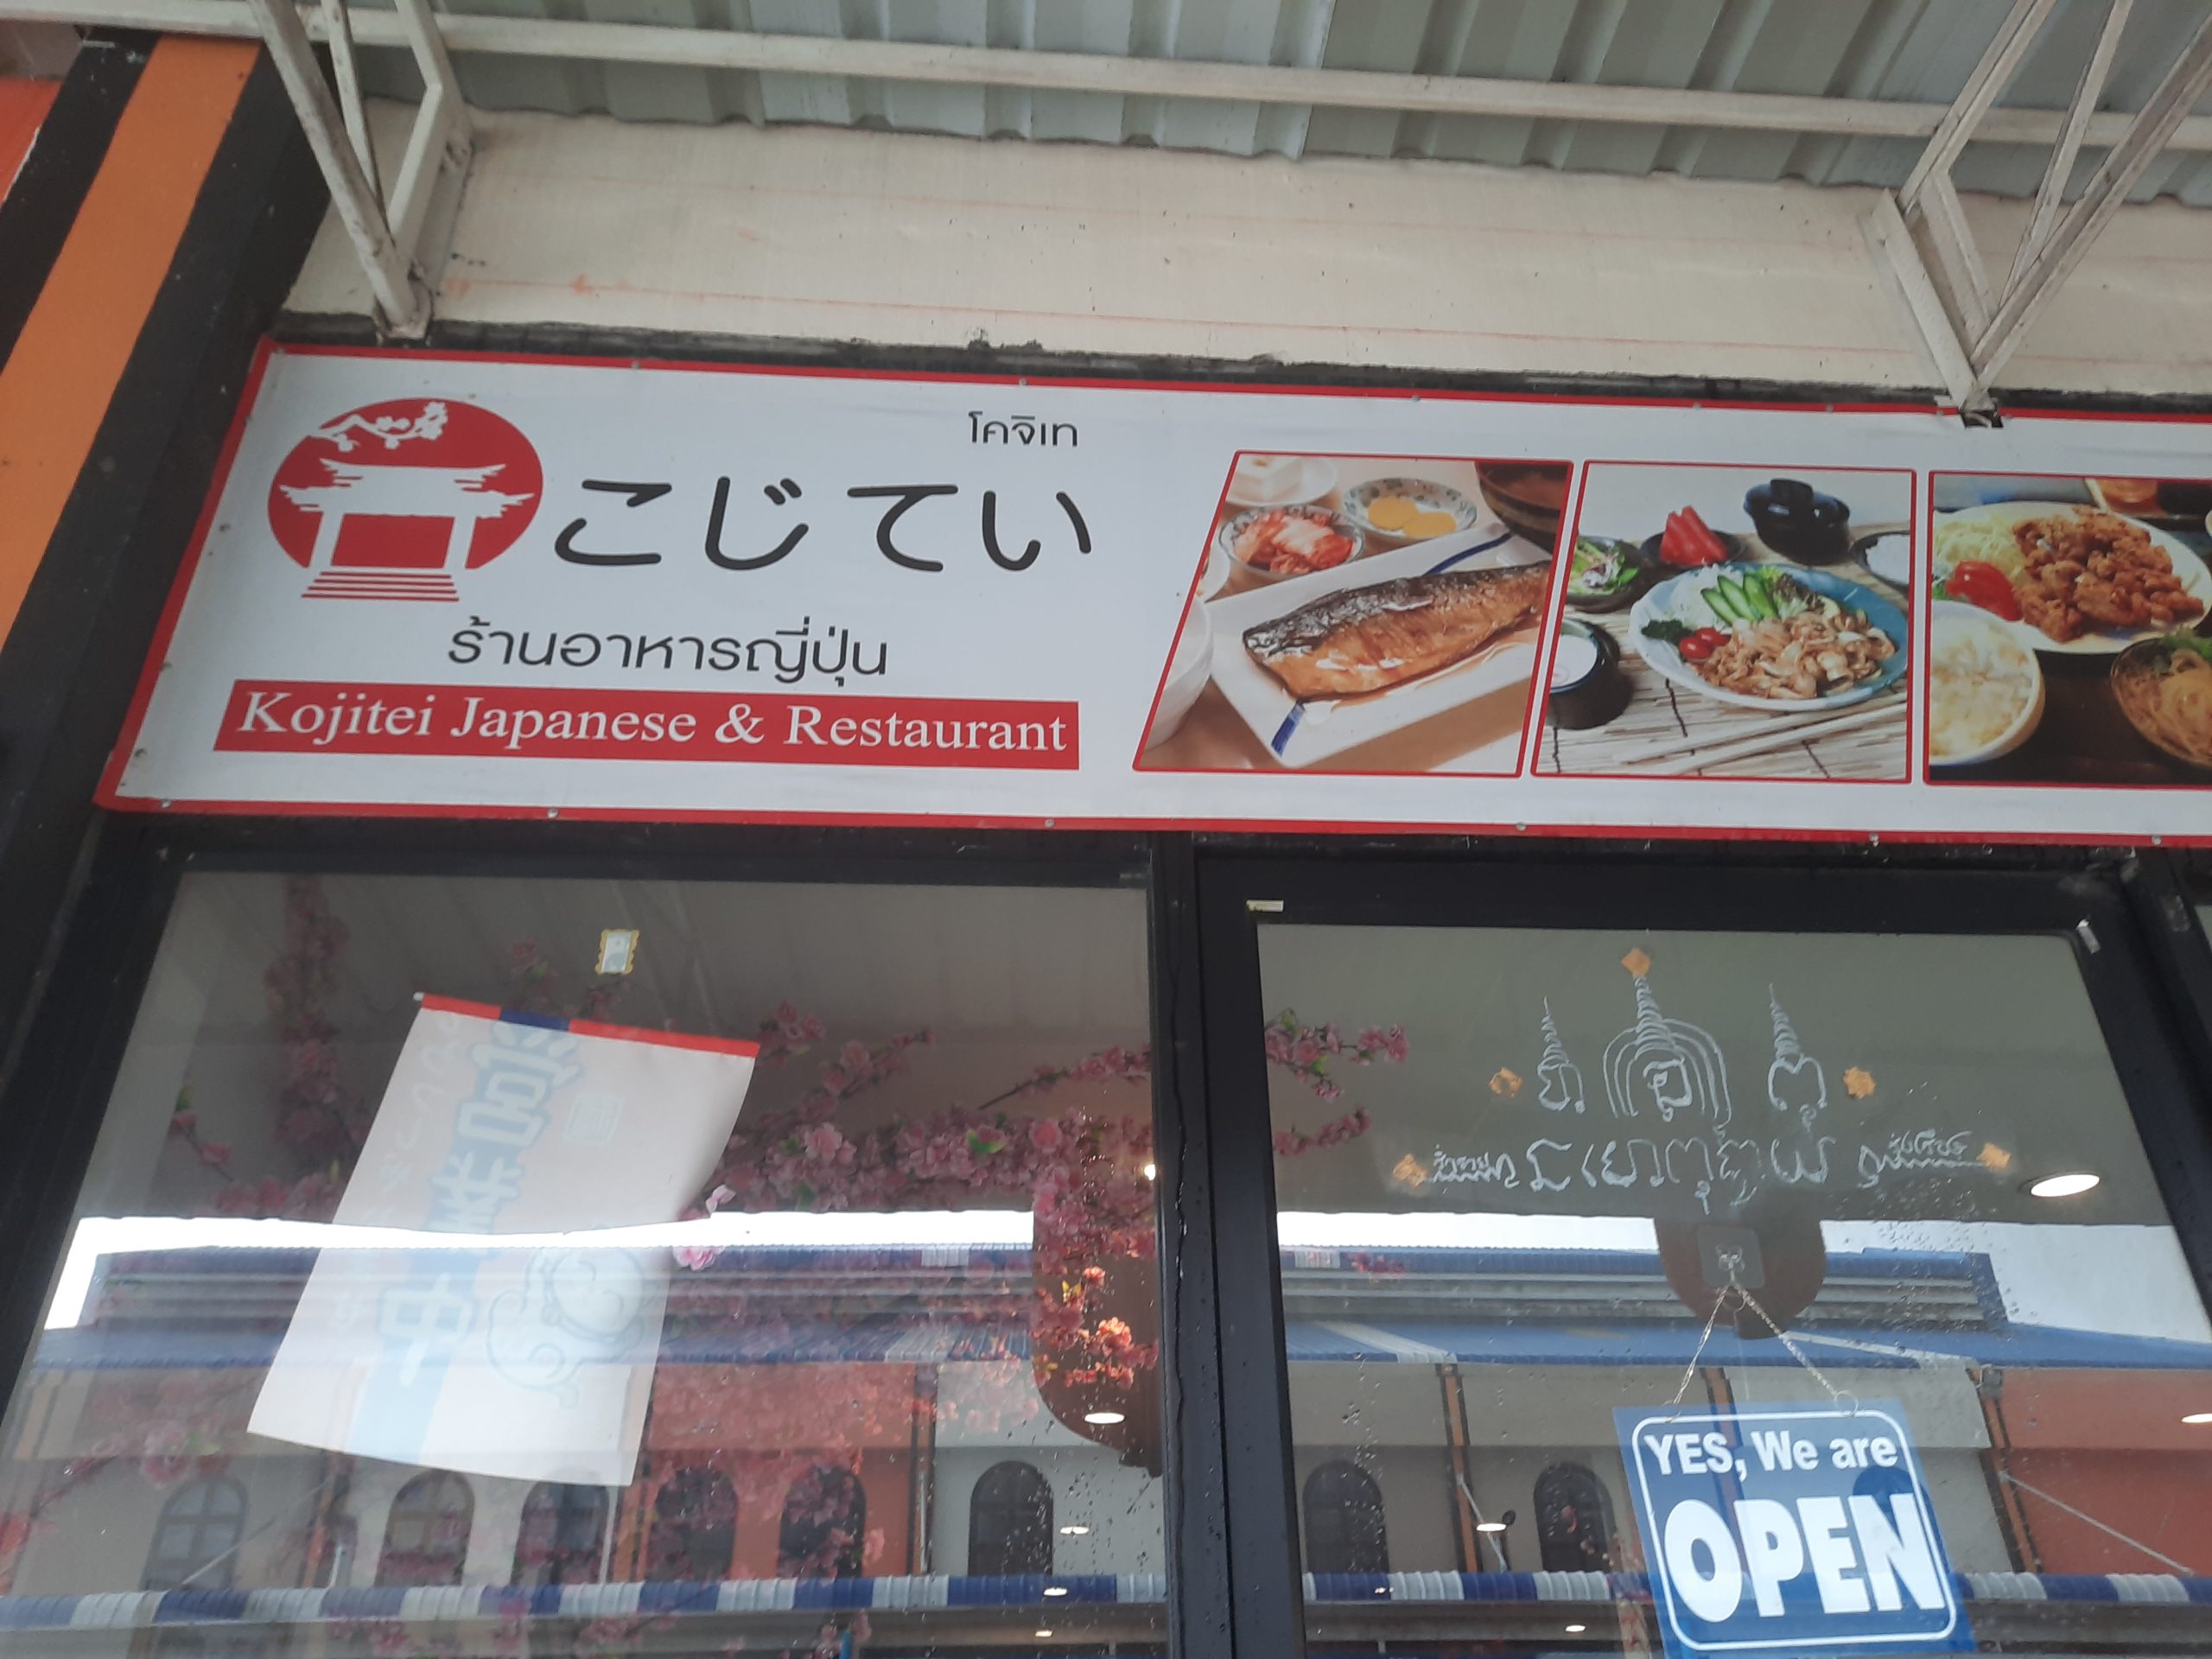 โคจิเท
こじてい
ร้านอาหารญี่ปุ่น
Kojitei Japanese & Restaurant
YES, We are
OPEN